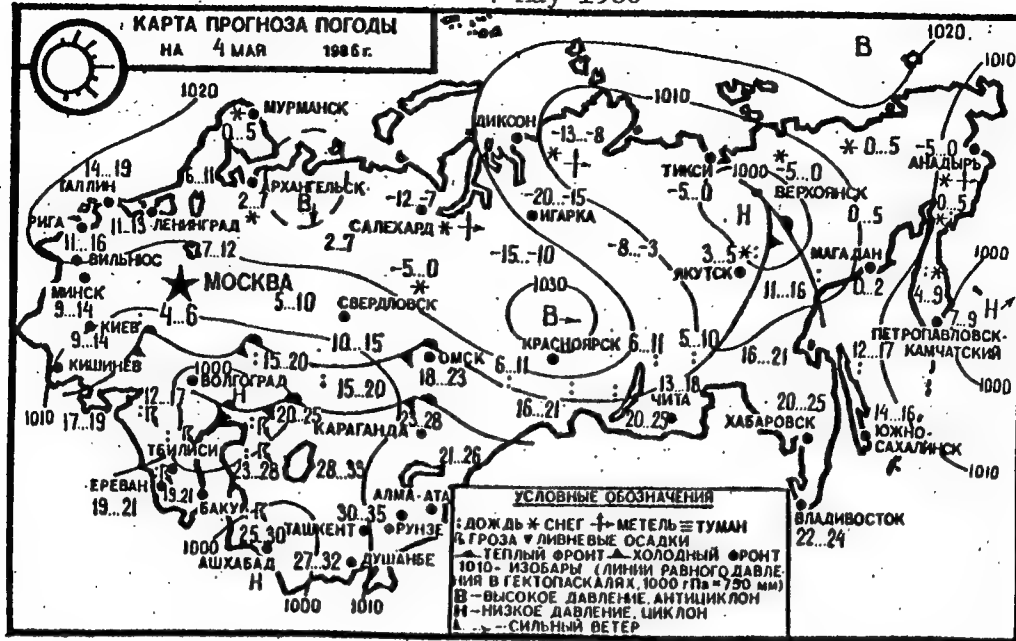 May 1986
КАРТА ПРОГНОЗА ПОГОДЫ
НА 4 МАЯ 1986г.
В
1020
1010
1020
МУРМАНСК
0...5
ДИКСОН
-13...-8
1010
ТИКСИ
-5...0
1000
-5...0
ВЕРХОЯНСК
0...5
-5...0
АНАДЫРЬ
14...19
ТАЛЛИН
6...11
АРХАНГЕЛЬСК
2...7
В
-12...-7
САЛЕХАРД
-20...-15
ИГАРКА
Н
0...5
0...5
РИГА
11...13
ЛЕНИНГРАД
11...16
ВИЛЬНЮС
7...12
2...7
-15...-10
-8...-3
3...5
ЯКУТСК
МАГАДАН
0...2
1000
МОСКВА
4...6
МИНСК
9...14
-5...0
5...10
СВЕРДЛОВСК
1030
В
КРАСНОЯРСК
11...16
4...9
7...9
Н
ПЕТРОПАВЛОВСК-
КАМЧАТСКИЙ
КИЕВ
9...14
КИШИНЕВ
10...15
15...20
ОМСК
18...23
6...11
6...11
5...10
16...21
12...17
1000
1010
17...19
1000
ВОЛГОГРАД
Н
12...17
15...20
20...25
КАРАГАНДА
23...28
16...21
13...18
ЧИТА
20...25
20...25
ХАБАРОВСК
14...16
ЮЖНО-
САХАЛИНСК
1010
ТБИЛИСИ
23...28
28...33
21...26
ЕРЕВАН
19...21
19...21
БАКУ
АЛМА-АТА
30...35
ФРУНЗЕ
ТАШКЕНТ
25...30
1000
АШХАБАД
Н
27...32
ДУШАНБЕ
1000
1010
ВЛАДИВОСТОК
22...24
УСЛОВНЫЕ ОБОЗНАЧЕНИЯ
ДОЖДЬ СНЕГ МЕТЕЛЬ ТУМАН
ГРОЗА ЛИВНЕВЫЕ ОСАДКИ
ТЕПЛЫЙ ФРОНТ ХОЛОДНЫЙ ФРОНТ
1010- ИЗОБАРЫ (ЛИНИИ РАВНОГО ДАВЛЕ-
НИЯ В ГЕКТОПАСКАЛЯХ, 1000 гПа=750 мм)
В-ВЫСОКОЕ ДАВЛЕНИЕ, АНТИЦИКЛОН
Н-НИЗКОЕ ДАВЛЕНИЕ, ЦИКЛОН
СИЛЬНЫЙ ВЕТЕР